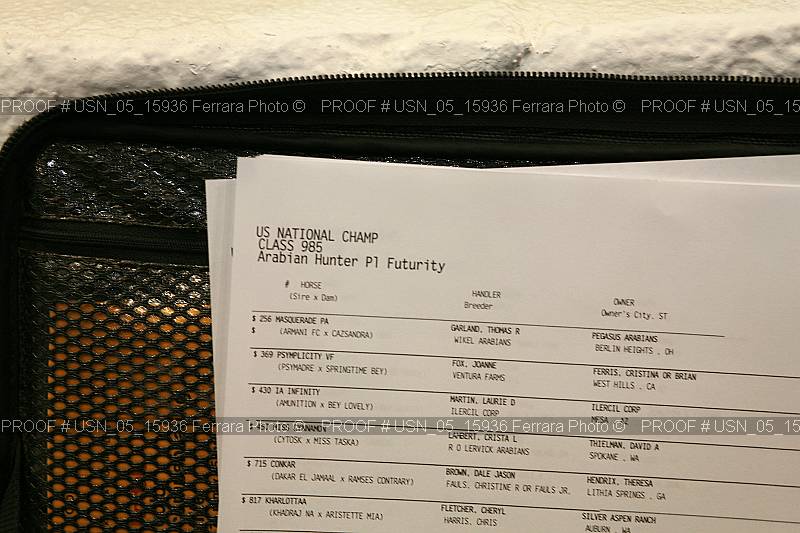 PROOF # USN_05_15936 Ferrara Photo © PROOF # USN_05_15936 Ferrara Photo © PROOF # USN_05_15
US NATIONAL CHAMP
CLASS 985
Arabian Hunter Pl Futurity
# HORSE HANDLER OWNER
(Sire x Dam) Breeder Owner's City, ST
$ 256 MASQUERADE PA GARLAND, THOMAS R PEGASUS ARABIANS
$ (ARMANI FC x CAZSANDRA) WIKEL ARABIANS BERLIN HEIGHTS , OH
$ 369 PSYMPLICITY VF FOX, JOANNE FERRIS, CRISTINA OR BRIAN
(PSYMADRE x SPRINGTIME BEY) VENTURA FARMS WEST HILLS , CA
$ 430 IA INFINITY MARTIN, LAURIE D ILERCIL CORP
(AMUNITION x BEY LOVELY) ILERCIL CORP MESA
PROOF # USN_05_15936 Ferrara Photo © PROOF # USN_05_15936 Ferrara Photo © PROOF # USN_05_15
LAMBERT, CRISTA L THIELMAN, DAVID A
(CYTOSK x MISS TASKA) R O LERVICK ARABIANS SPOKANE , WA
$ 715 CONKAR BROWN, DALE JASON HENDRIX, THERESA
(DAKAR EL JAMAAL x RAMSES CONTRARY) FAULS, CHRISTINE R OR FAULS JR. LITHIA SPRINGS , GA
$ 817 KHARLOTTAA FLETCHER, CHERYL SILVER ASPEN RANCH
(KHADRAJ NA x ARISTETTE MIA) HARRIS, CHRIS AUBURN , WA